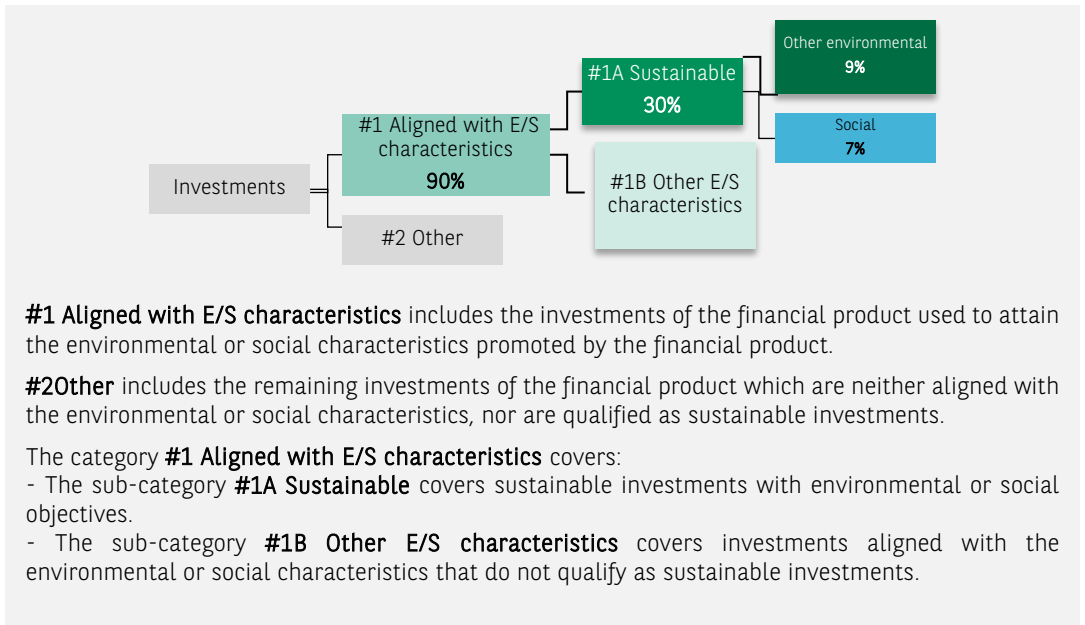 Other environmental
9%
#1A Sustainable
30%
Social
7%
#1 Aligned with E/S
characteristics
90%
#1B Other E/S
characteristics
Investments
#2 Other
#1 Aligned with E/S characteristics includes the investments of the financial product used to attain
the environmental or social characteristics promoted by the financial product.
#2Other includes the remaining investments of the financial product which are neither aligned with
the environmental or social characteristics, nor are qualified as sustainable investments.
The category #1 Aligned with E/S characteristics covers:
- The sub-category #1A Sustainable covers sustainable investments with environmental or social
objectives.
- The sub-category #1B Other E/S characteristics covers investments aligned with the
environmental or social characteristics that do not qualify as sustainable investments.